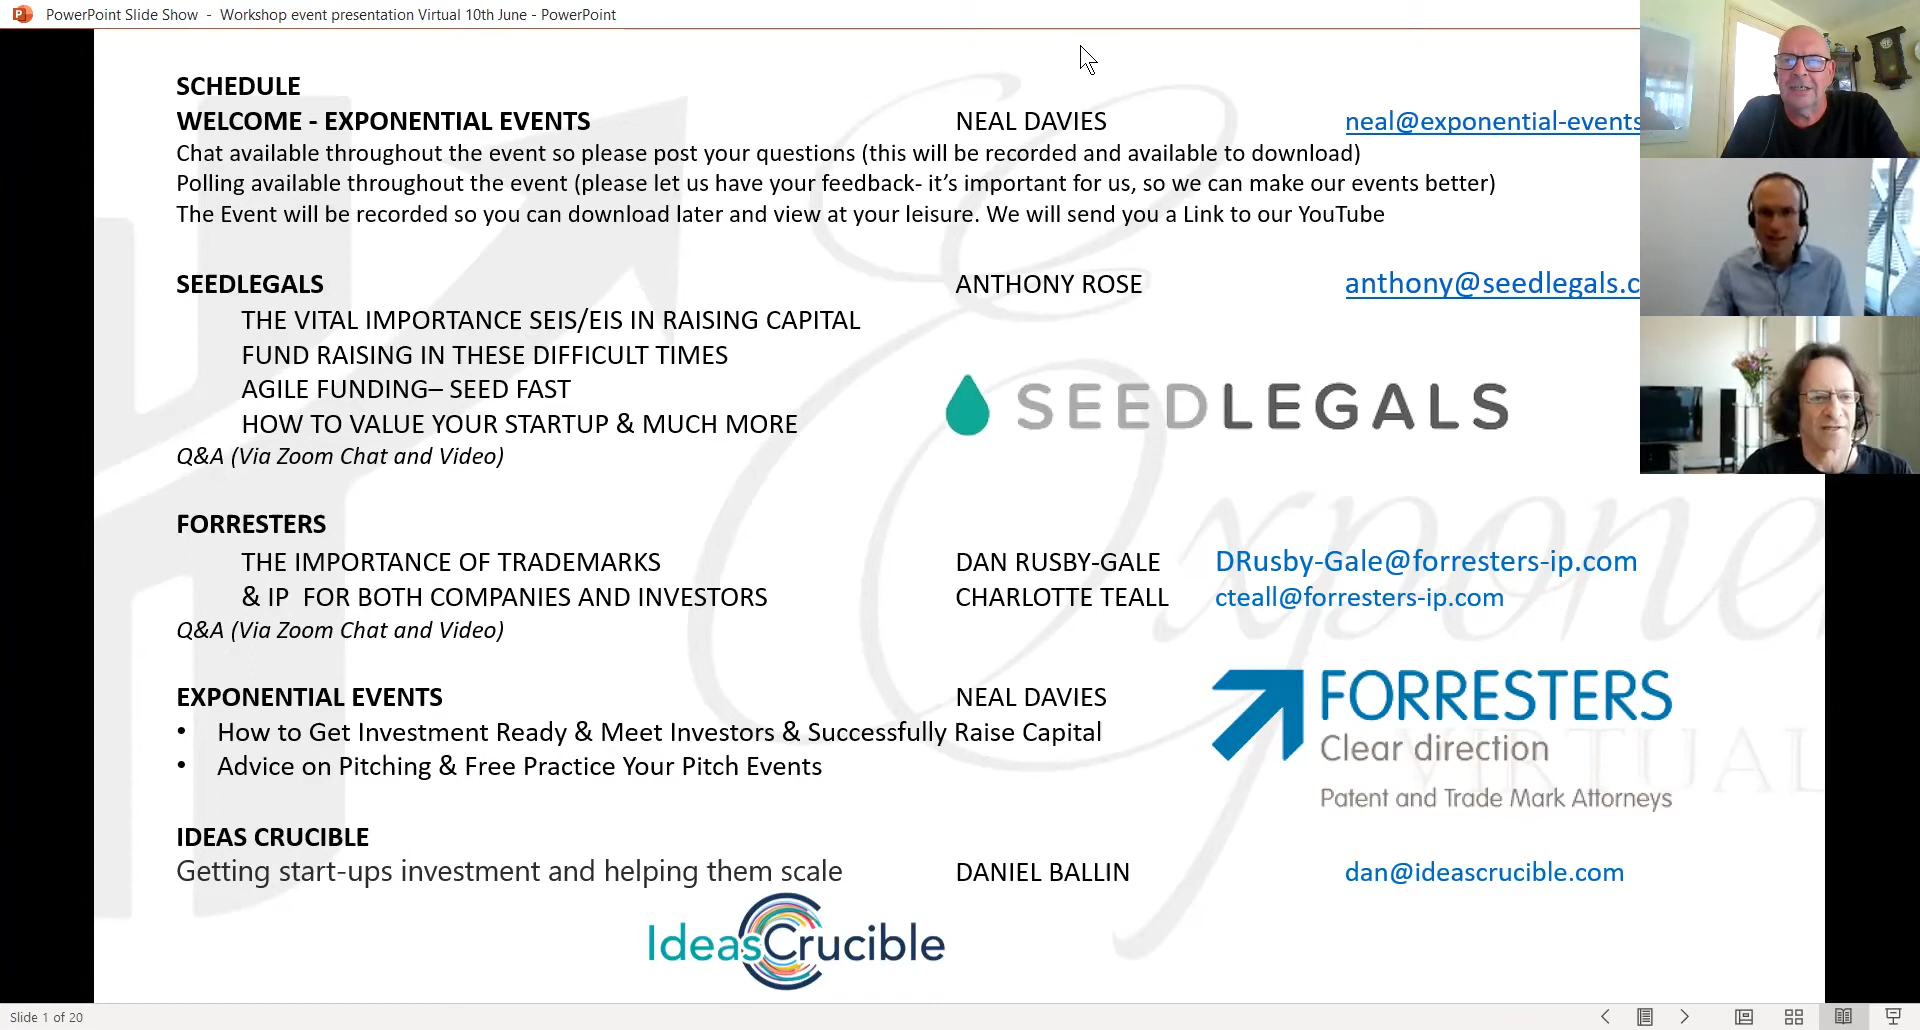 PowerPoint Slide Show - Workshop event presentation Virtual 10th June - PowerPoint
SCHEDULE
WELCOME - EXPONENTIAL EVENTS NEAL DAVIES neal@exponential-events
Chat available throughout the event so please post your questions (this will be recorded and available to download)
Polling available throughout the event (please let us have your feedback- it's important for us, so we can make our events better)
The Event will be recorded so you can download later and view at your leisure. We will send you a Link to our YouTube
SEEDLEGALS ANTHONY ROSE anthony@seedlegals.c
THE VITAL IMPORTANCE SEIS/EIS IN RAISING CAPITAL
FUND RAISING IN THESE DIFFICULT TIMES
AGILE FUNDING– SEED FAST
SEEDLEGALS
HOW TO VALUE YOUR STARTUP & MUCH MORE
Q&A (Via Zoom Chat and Video)
FORRESTERS
THE IMPORTANCE OF TRADEMARKS DAN RUSBY-GALE DRusby-Gale@forresters-ip.com
& IP FOR BOTH COMPANIES AND INVESTORS CHARLOTTE TEALL cteall@forresters-ip.com
Q&A (Via Zoom Chat and Video)
EXPONENTIAL EVENTS NEAL DAVIES
• How to Get Investment Ready & Meet Investors & Successfully Raise Capital
• Advice on Pitching & Free Practice Your Pitch Events
FORRESTERS
Clear direction
Patent and Trade Mark Attorneys
Expone
VIRTUAL
IDEAS CRUCIBLE
Getting start-ups investment and helping them scale DANIEL BALLIN dan@ideascrucible.com
IdeasCrucible
Slide 1 of 20